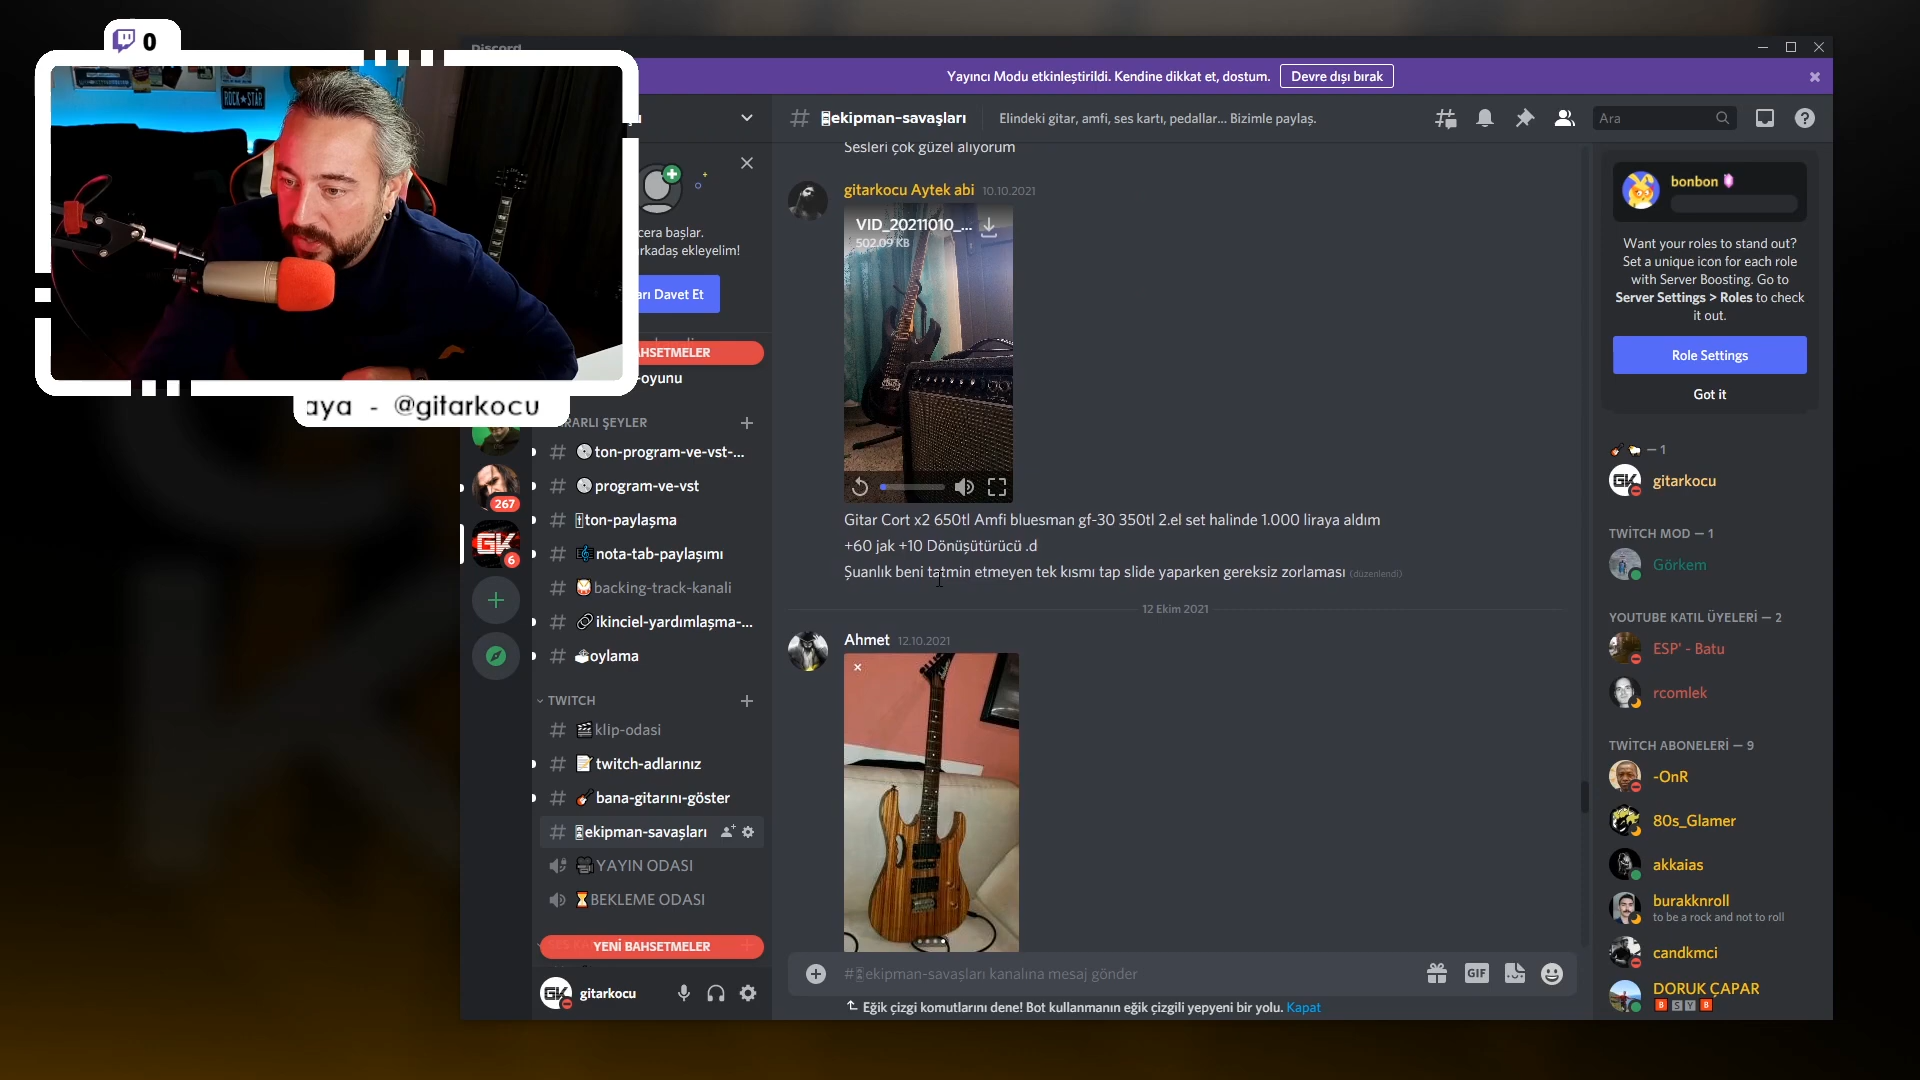 0
Discord
ROCK★STAR
aya - @gitarkocu
Yayıncı Modu etkinleştirildi. Kendine dikkat et, dostum.
Devre dışı bırak
ekipman-savaşları
Elindeki gitar, amfi, ses kartı, pedallar... Bizimle paylaş.
Ara
cera başlar.
rkadaş ekleyelim!
arı Davet Et
AHSETMELER
-oyunu
RARLI ŞEYLER
ton-program-ve-vst-...
program-ve-vst
ton-paylaşma
nota-tab-paylaşımı
backing-track-kanali
ikinciel-yardımlaşma-...
oylama
TWITCH
klip-odasi
twitch-adlarınız
bana-gitarını-göster
ekipman-savaşları
YAYIN ODASI
BEKLEME ODASI
YENİ BAHSETMELER
gitarkocu
267
GK
6
GK
Sesleri çok güzel alıyorum
gitarkocu Aytek abi 10.10.2021
VID_20211010_...
502.09 KB
Gitar Cort x2 650tl Amfi bluesman gf-30 350tl 2.el set halinde 1.000 liraya aldım
+60 jak +10 Dönüşütürücü .d
Şuanlık beni tatmin etmeyen tek kısmı tap slide yaparken gereksiz zorlaması (düzenlendi)
12 Ekim 2021
Ahmet 12.10.2021
#ekipman-savaşları kanalına mesaj gönder
GIF
Eğik çizgi komutlarını dene! Bot kullanmanın eğik çizgili yepyeni bir yolu. Kapat
bonbon
Want your roles to stand out?
Set a unique icon for each role
with Server Boosting. Go to
Server Settings > Roles to check
it out.
Role Settings
Got it
— 1
GK
gitarkocu
TWİTCH MOD — 1
Görkem
YOUTUBE KATIL ÜYELERİ — 2
ESP' - Batu
rcomlek
TWİTCH ABONELERİ — 9
-OnR
80s_Glamer
akkaias
burakknroll
to be a rock and not to roll
candkmci
DORUK ÇAPAR
B S Y B